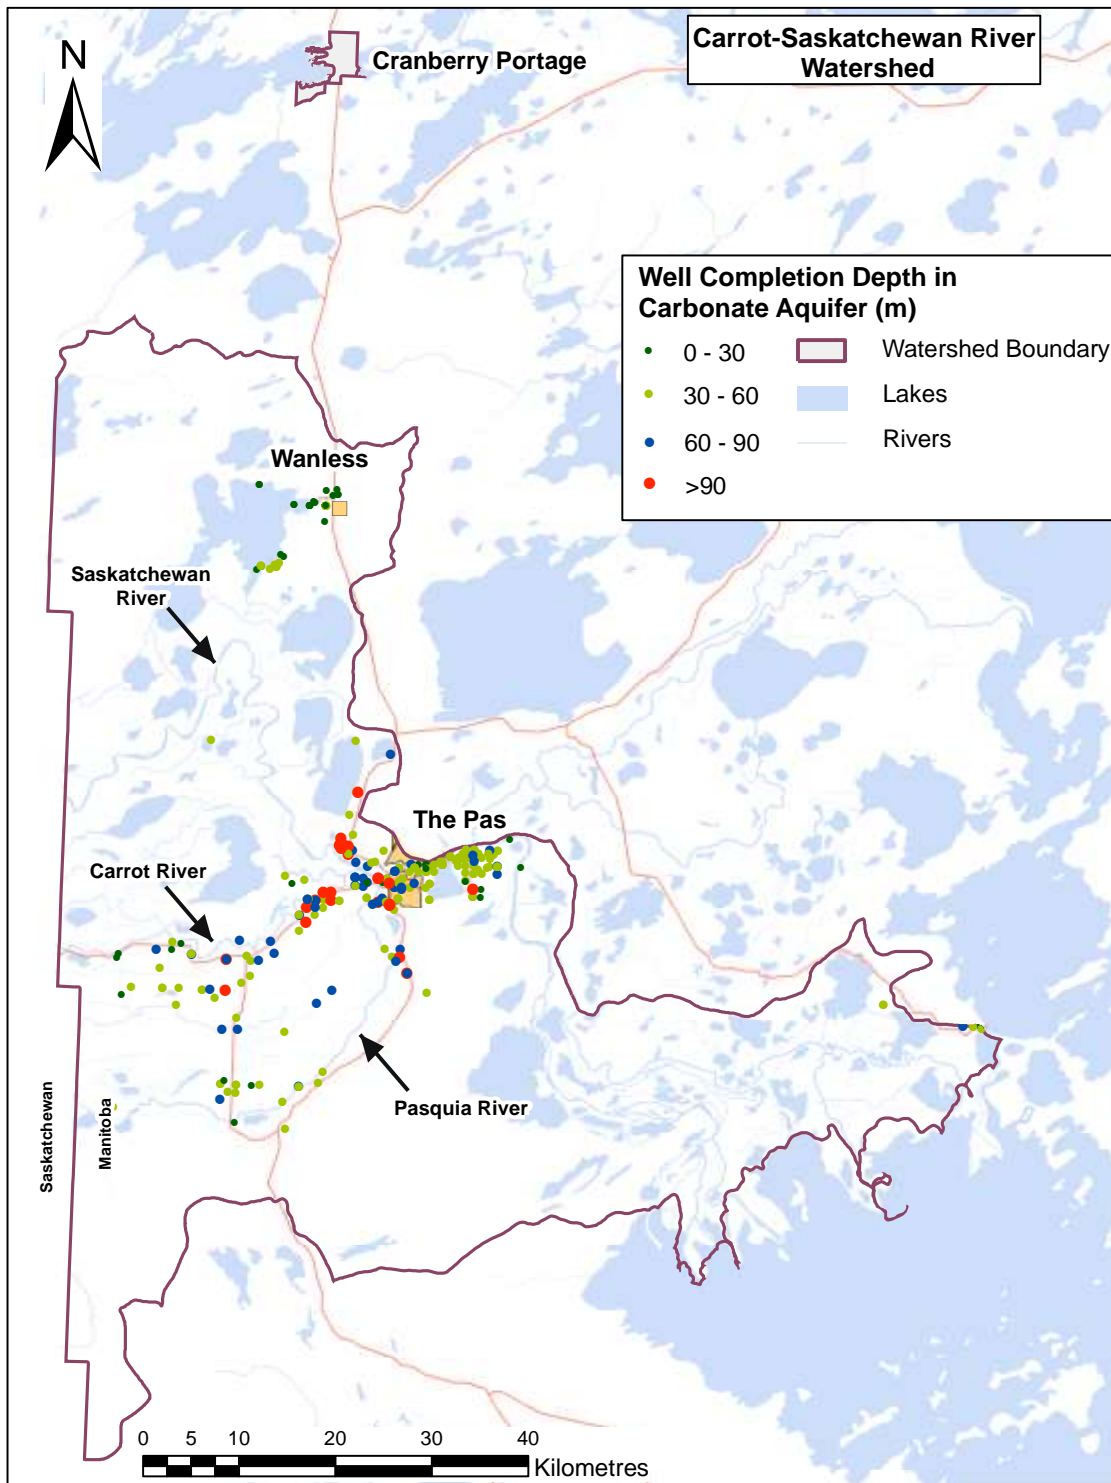 Carrot-Saskatchewan River
Watershed
N
Cranberry Portage
Well Completion Depth in
Carbonate Aquifer (m)
0 - 30
Watershed Boundary
30 - 60
Lakes
60 - 90
Rivers
>90
Wanless
Saskatchewan
River
The Pas
Carrot River
Pasquia River
Saskatchewan
Manitoba
0 5 10 20 30 40
Kilometres